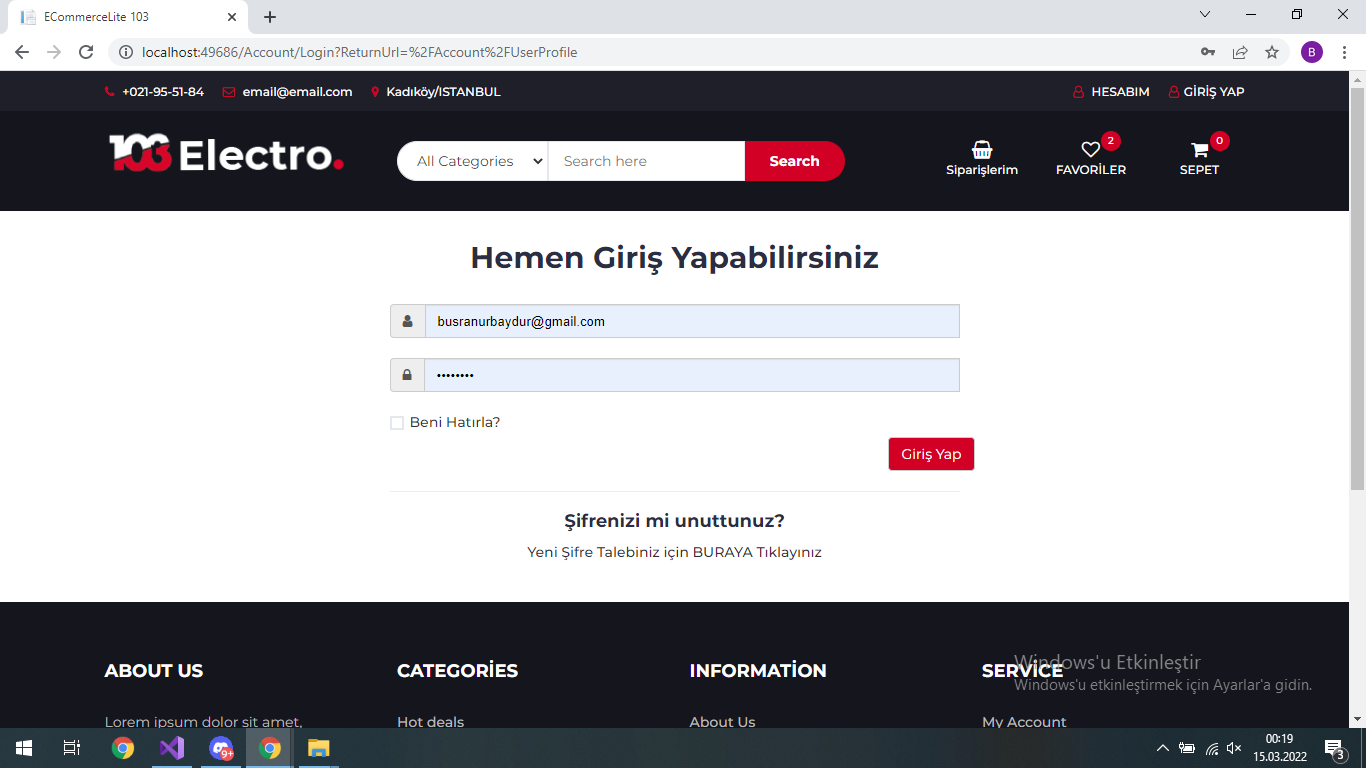 ECommerceLite 103
localhost:49686/Account/Login?ReturnUrl=%2FAccount%2FUserProfile
B
+021-95-51-84 email@email.com Kadıköy/ISTANBUL HESABIM GİRİŞ YAP
103 Electro.
All Categories Search here Search
2 0
Siparişlerim FAVORİLER SEPET
Hemen Giriş Yapabilirsiniz
busranurbaydur@gmail.com
••••••••
Beni Hatırla?
Giriş Yap
Şifrenizi mi unuttunuz?
Yeni Şifre Talebiniz için BURAYA Tıklayınız
ABOUT US CATEGORİES INFORMATİON SERVİCE
Windows'u Etkinleştir
Windows'u etkinleştirmek için Ayarlar'a gidin.
Lorem ipsum dolor sit amet, Hot deals About Us My Account
9+
00:19
15.03.2022
3